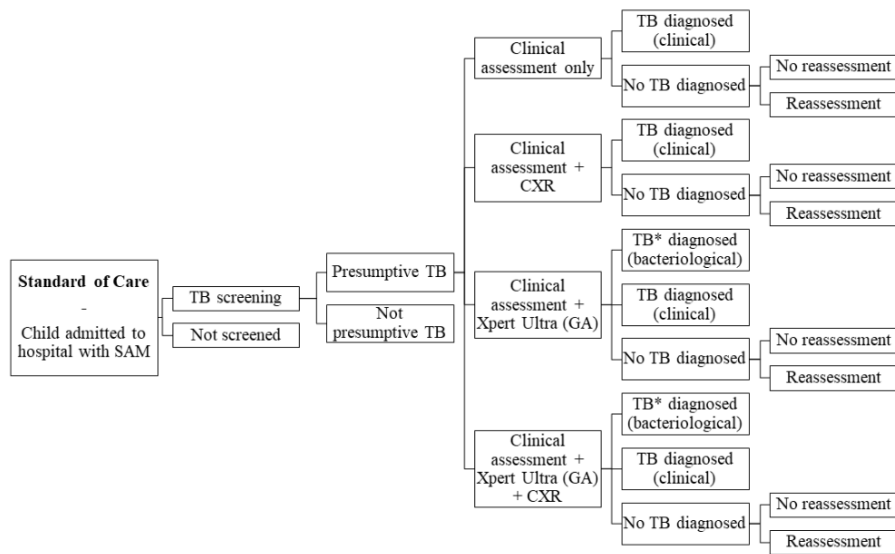 Standard of Care
-
Child admitted to
hospital with SAM
TB screening
Not screened
Presumptive TB
Not
presumptive TB
Clinical
assessment only
TB diagnosed
(clinical)
No TB diagnosed
No reassessment
Reassessment
Clinical
assessment +
CXR
TB diagnosed
(clinical)
No TB diagnosed
No reassessment
Reassessment
Clinical
assessment +
Xpert Ultra (GA)
TB* diagnosed
(bacteriological)
TB diagnosed
(clinical)
No TB diagnosed
No reassessment
Reassessment
Clinical
assessment +
Xpert Ultra (GA)
+ CXR
TB* diagnosed
(bacteriological)
TB diagnosed
(clinical)
No TB diagnosed
No reassessment
Reassessment